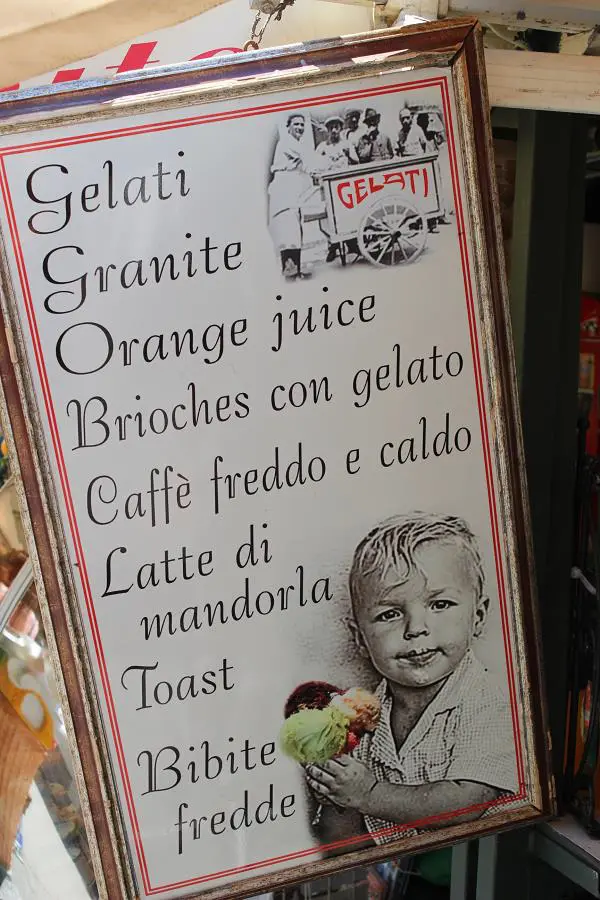 GELATI
Gelati
Granite
Orange juice
Brioches con gelato
Caffè freddo e caldo
Latte di
mandorla
Toast
Bibite
fredde